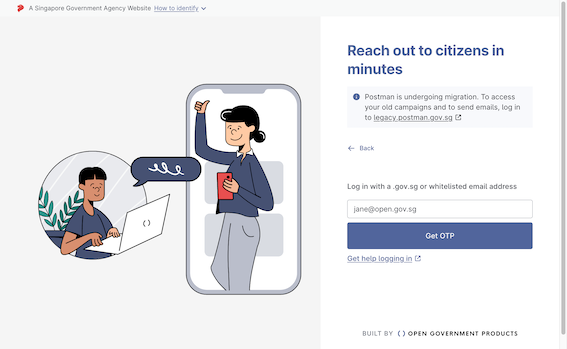 A Singapore Government Agency Website How to identify
Reach out to citizens in
minutes
Postman is undergoing migration. To access
your old campaigns and to send emails, log in
to legacy.postman.gov.sg
Back
Log in with a .gov.sg or whitelisted email address
jane@open.gov.sg
Get OTP
Get help logging in
BUILT BY () OPEN GOVERNMENT PRODUCTS